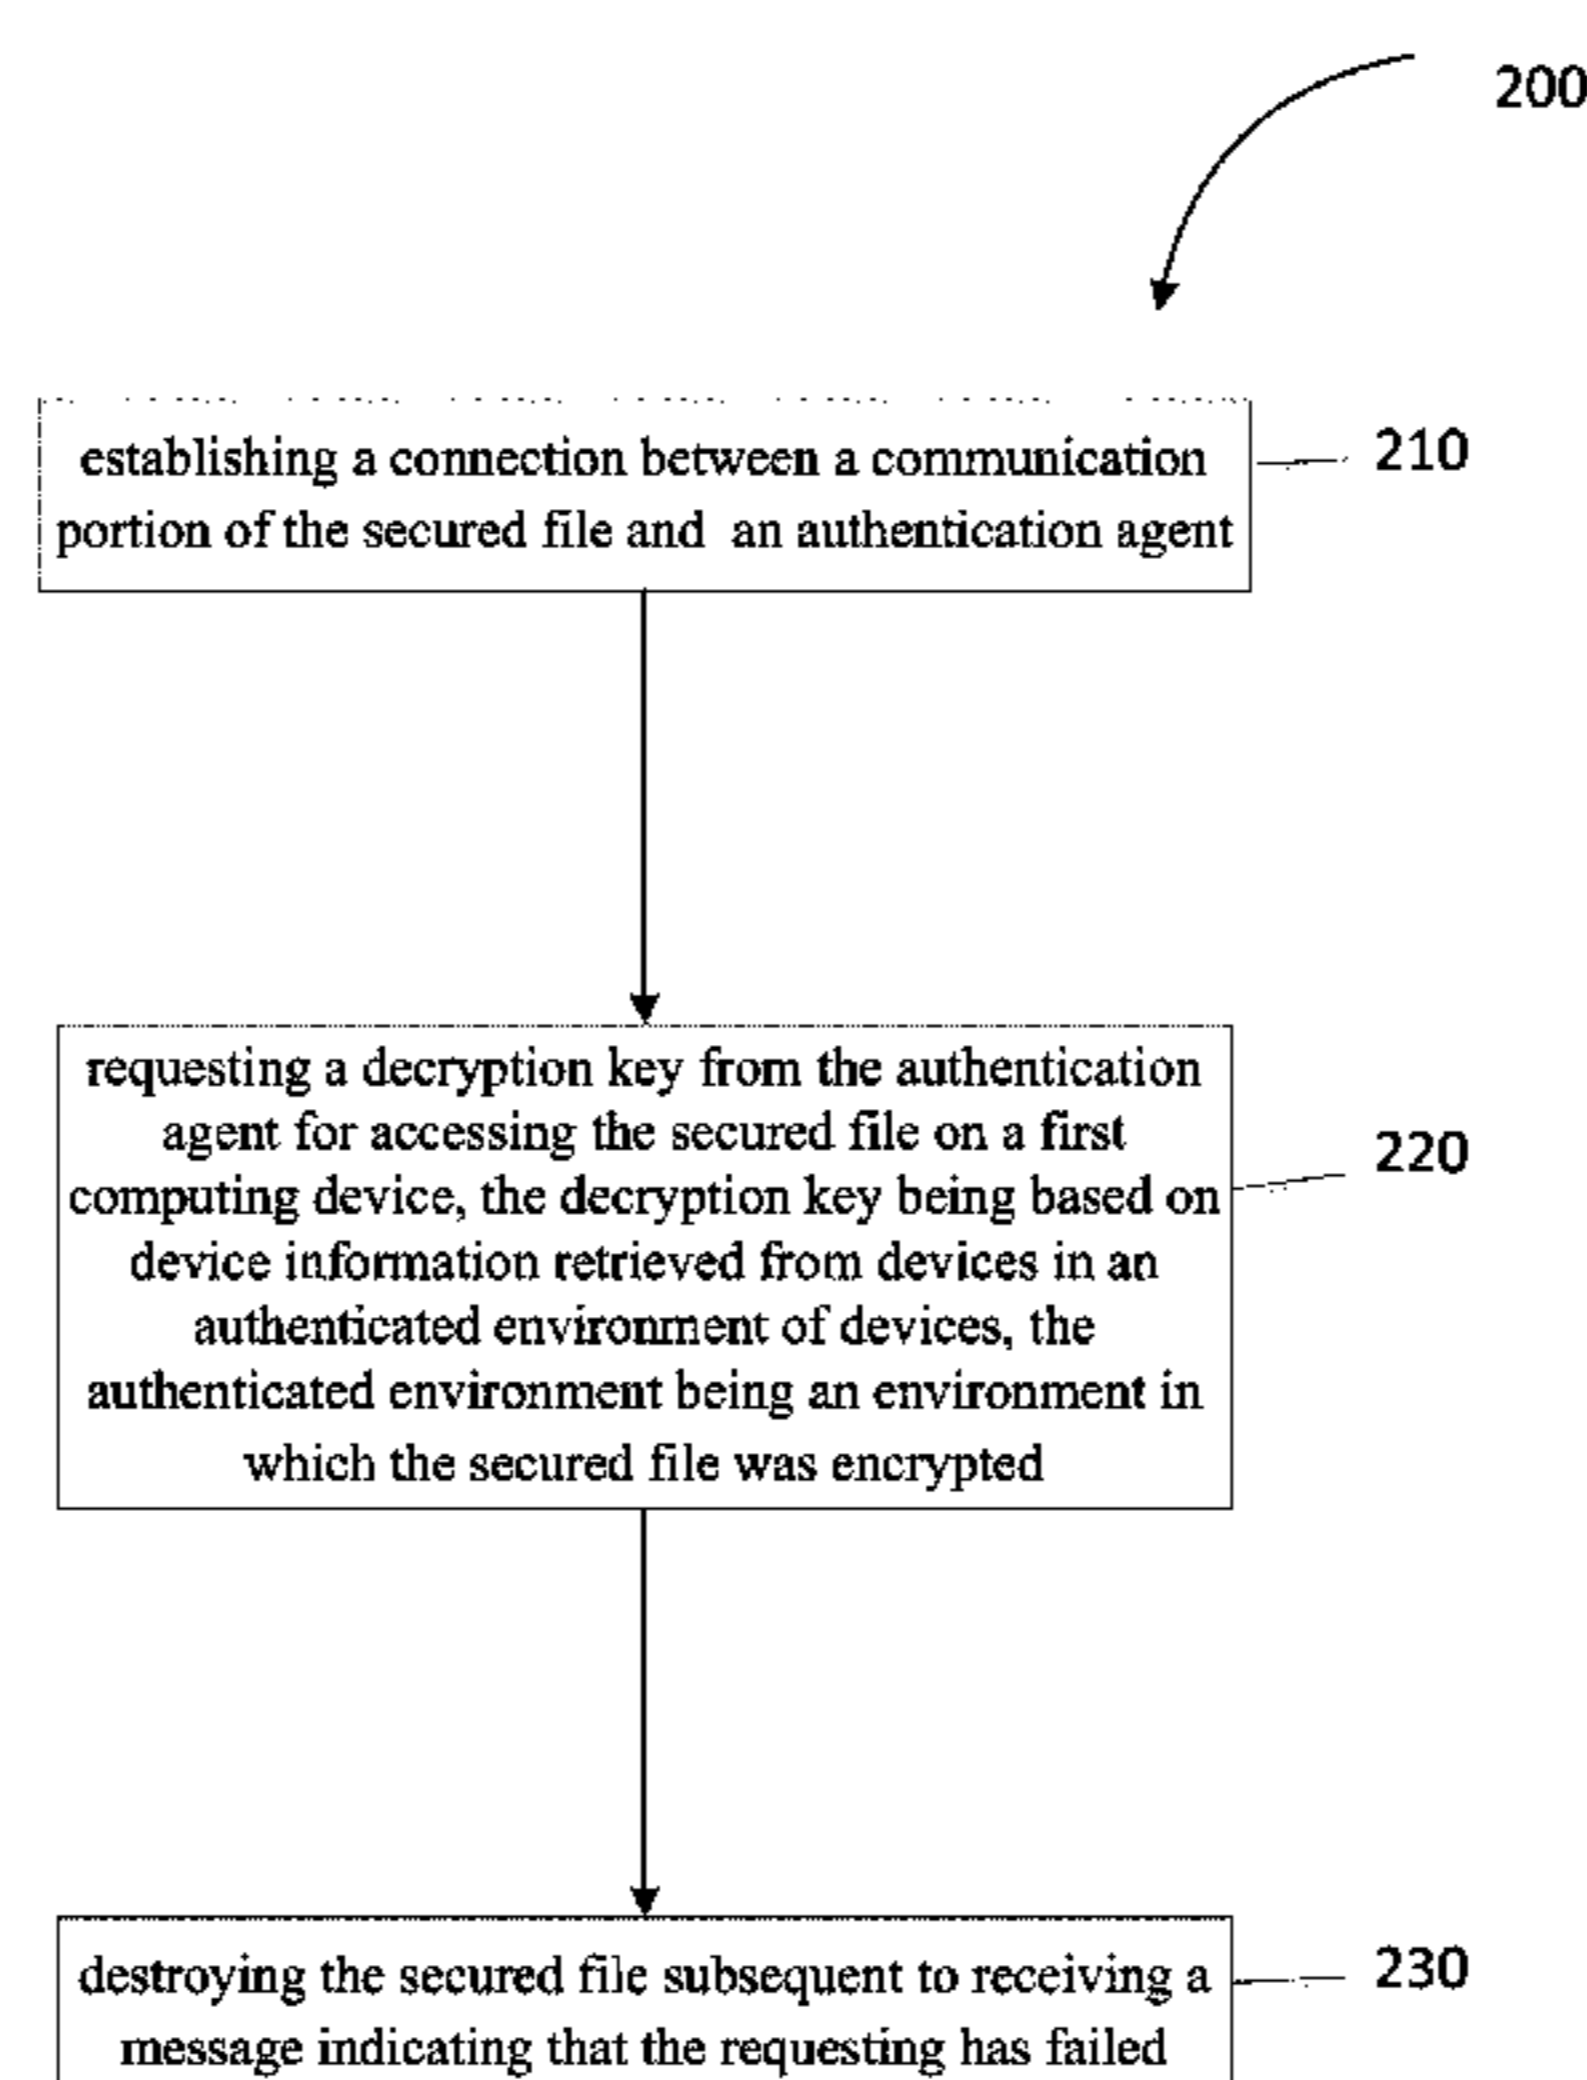 200
establishing a connection between a communication
portion of the secured file and an authentication agent
210
requesting a decryption key from the authentication
agent for accessing the secured file on a first
computing device, the decryption key being based on
device information retrieved from devices in an
authenticated environment of devices, the
authenticated environment being an environment in
which the secured file was encrypted
220
destroying the secured file subsequent to receiving a
message indicating that the requesting has failed
230